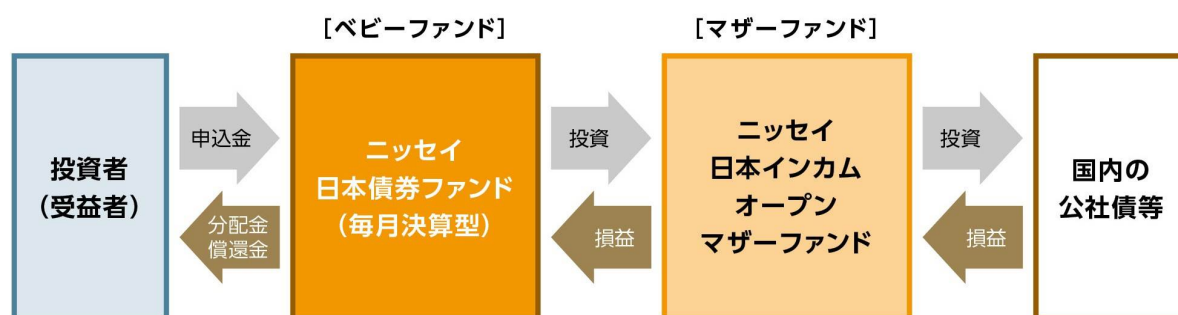 ［ベビーファンド］
［マザーファンド］
投資者
（受益者）
申込金
分配金
償還金
ニッセイ
日本債券ファンド
（毎月決算型）
投資
損益
ニッセイ
日本インカム
オープン
マザーファンド
投資
損益
国内の
公社債等